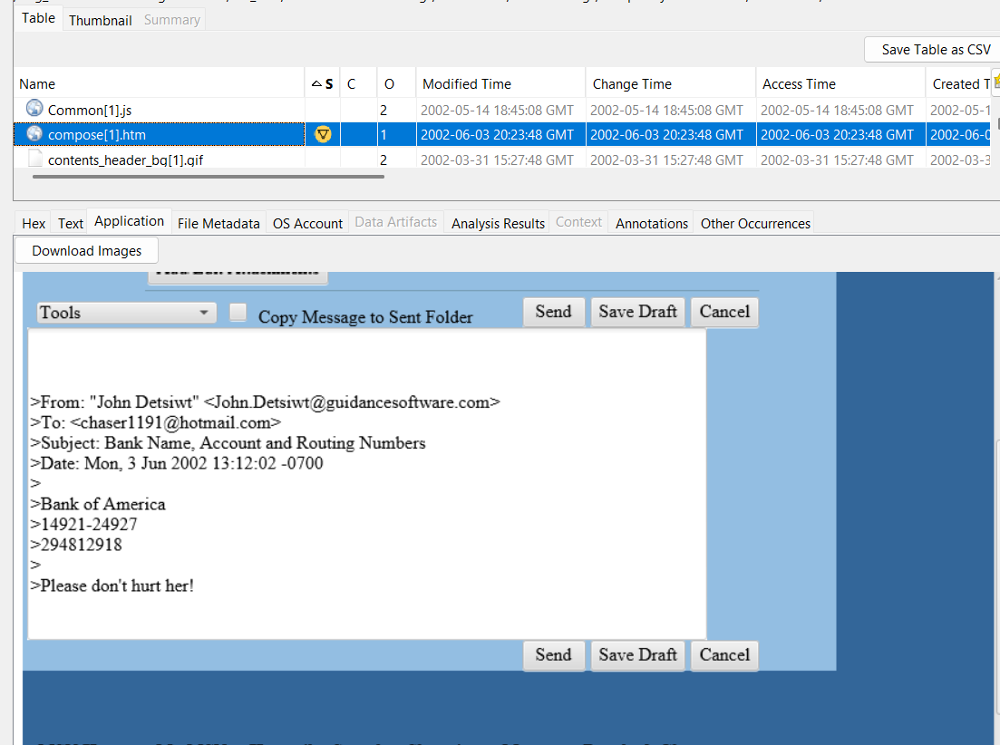 Table Thumbnail Summary
Save Table as CSV
Name S C O Modified Time Change Time Access Time Created T
Common[1].js 2 2002-05-14 18:45:08 GMT 2002-05-14 18:45:08 GMT 2002-05-14 18:45:08 GMT 2002-05-1
compose[1].htm 1 2002-06-03 20:23:48 GMT 2002-06-03 20:23:48 GMT 2002-06-03 20:23:48 GMT 2002-06-0
contents_header_bg[1].gif 2 2002-03-31 15:27:48 GMT 2002-03-31 15:27:48 GMT 2002-03-31 15:27:48 GMT 2002-03-3
Hex Text Application File Metadata OS Account Data Artifacts Analysis Results Context Annotations Other Occurrences
Download Images
Tools Copy Message to Sent Folder Send Save Draft Cancel
>From: "John Detsiwt" <John.Detsiwt@guidancesoftware.com>
>To: <chaser1191@hotmail.com>
>Subject: Bank Name, Account and Routing Numbers
>Date: Mon, 3 Jun 2002 13:12:02 -0700
>
>Bank of America
>14921-24927
>294812918
>
>Please don't hurt her!
Send Save Draft Cancel